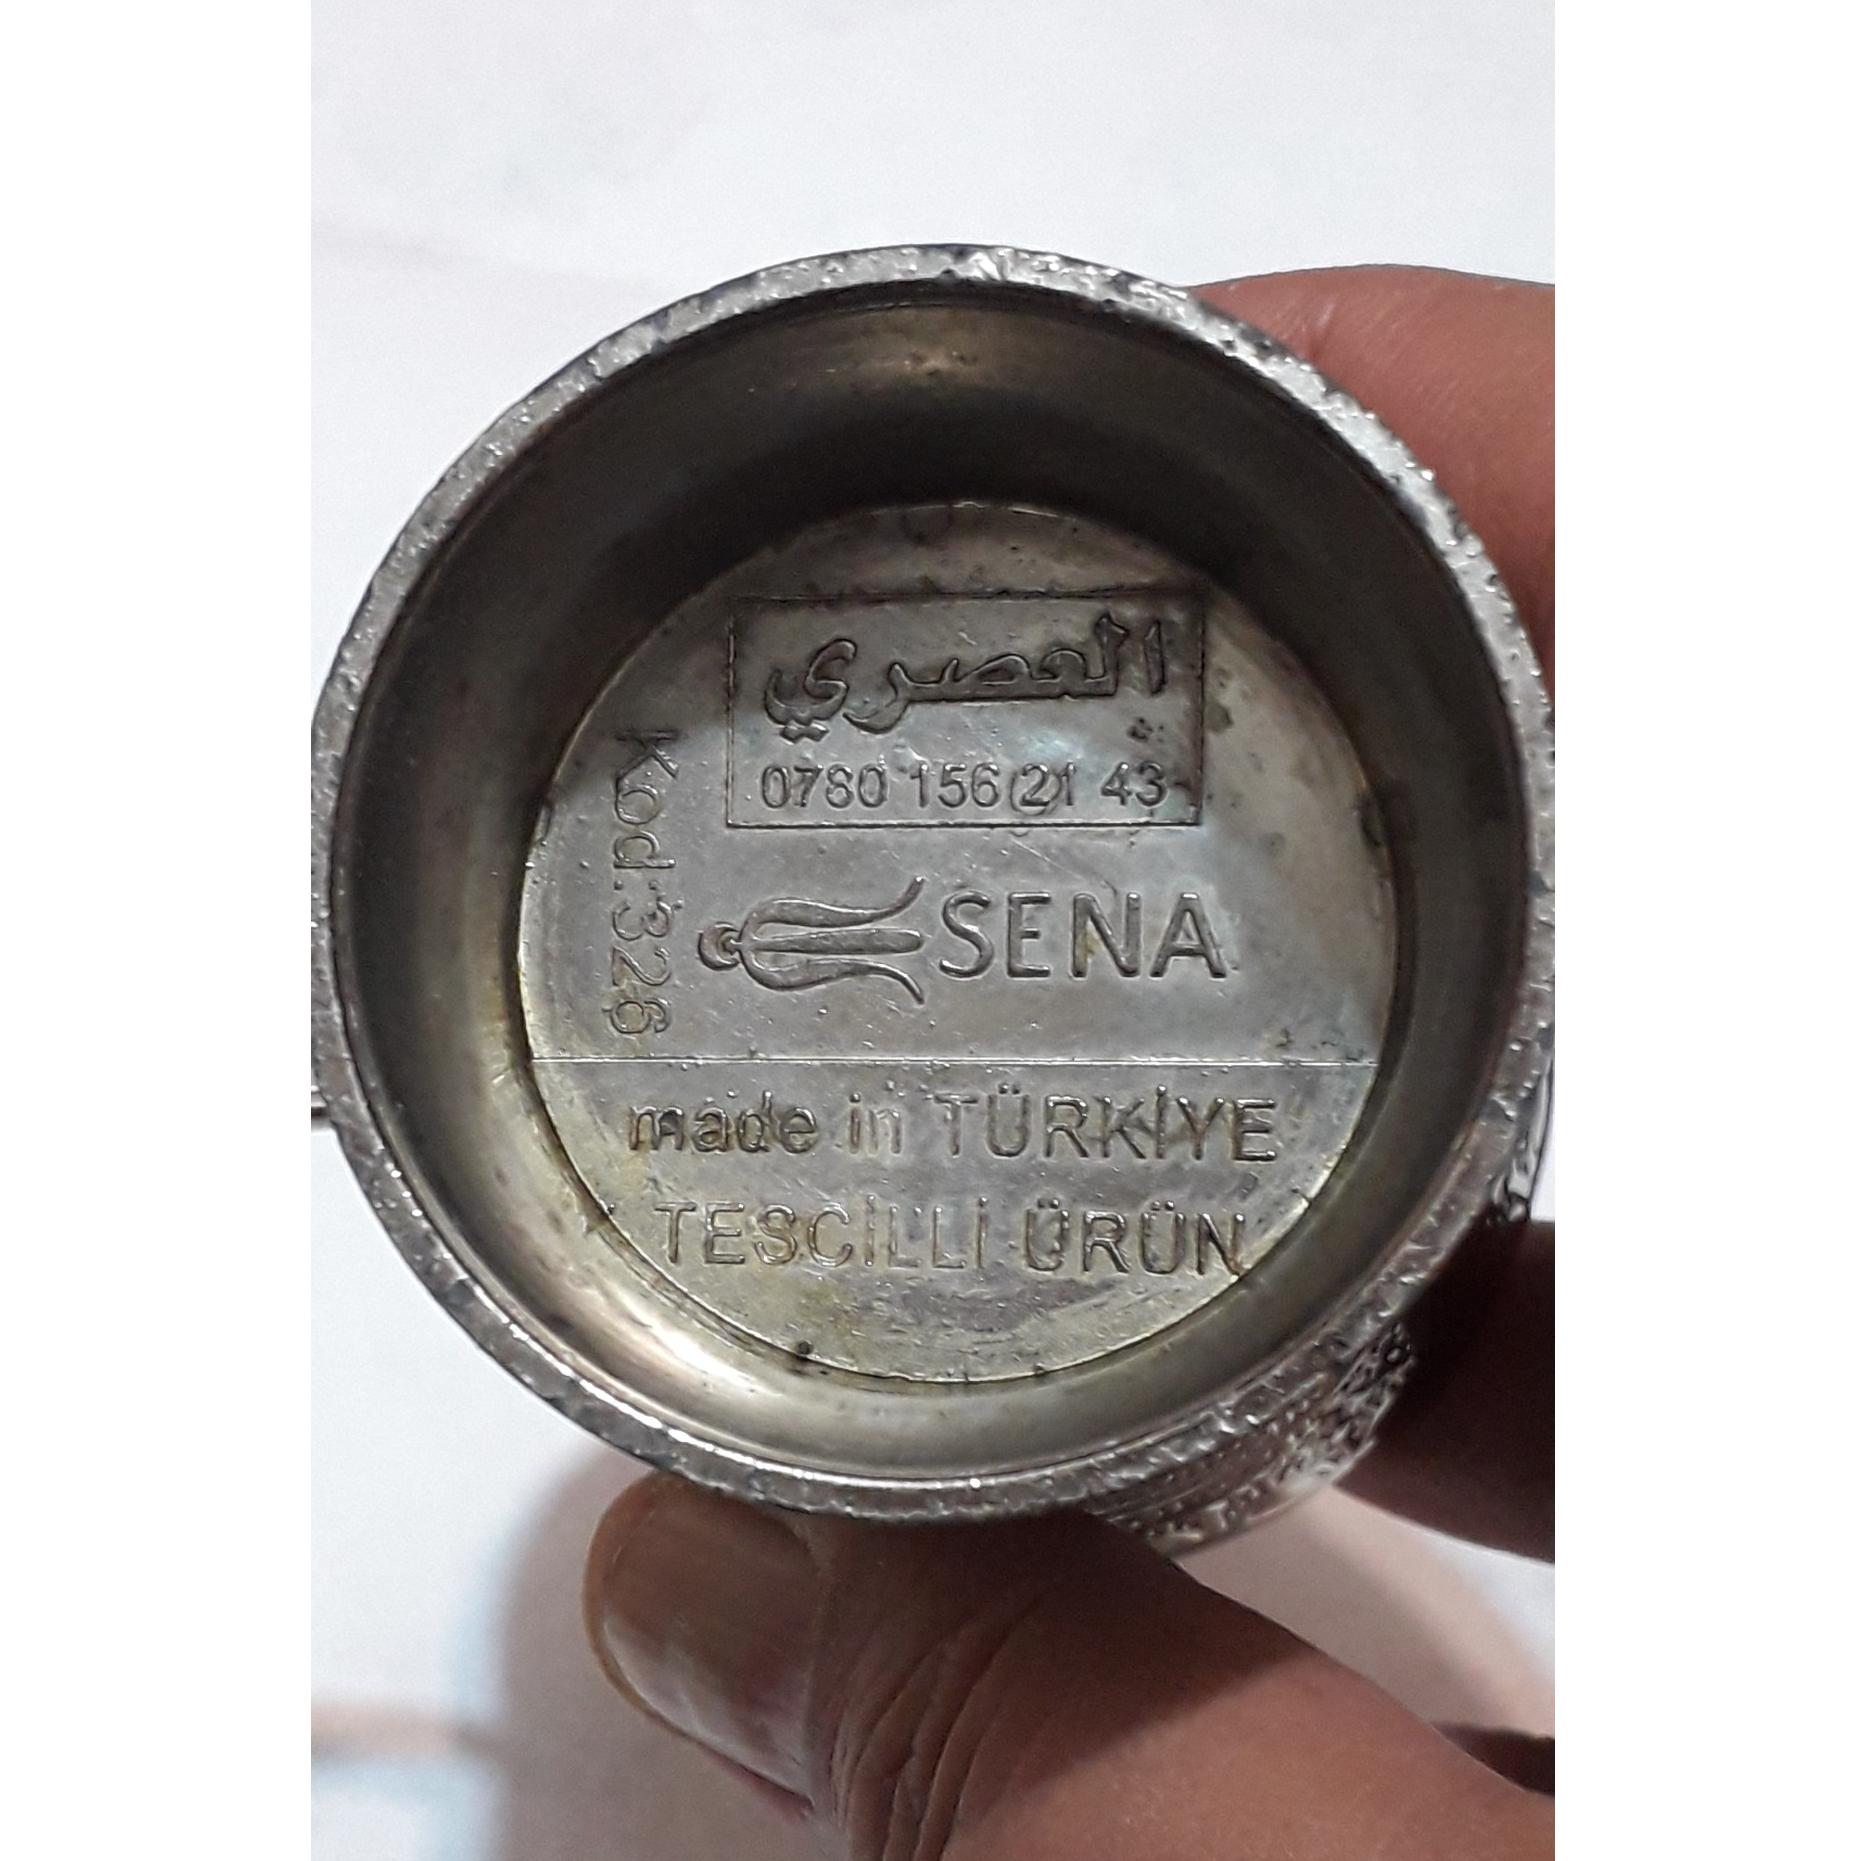 العصري
0780 156 21 43
Kod.326
SENA
made in TÜRKİYE
TESCİLLİ ÜRÜN